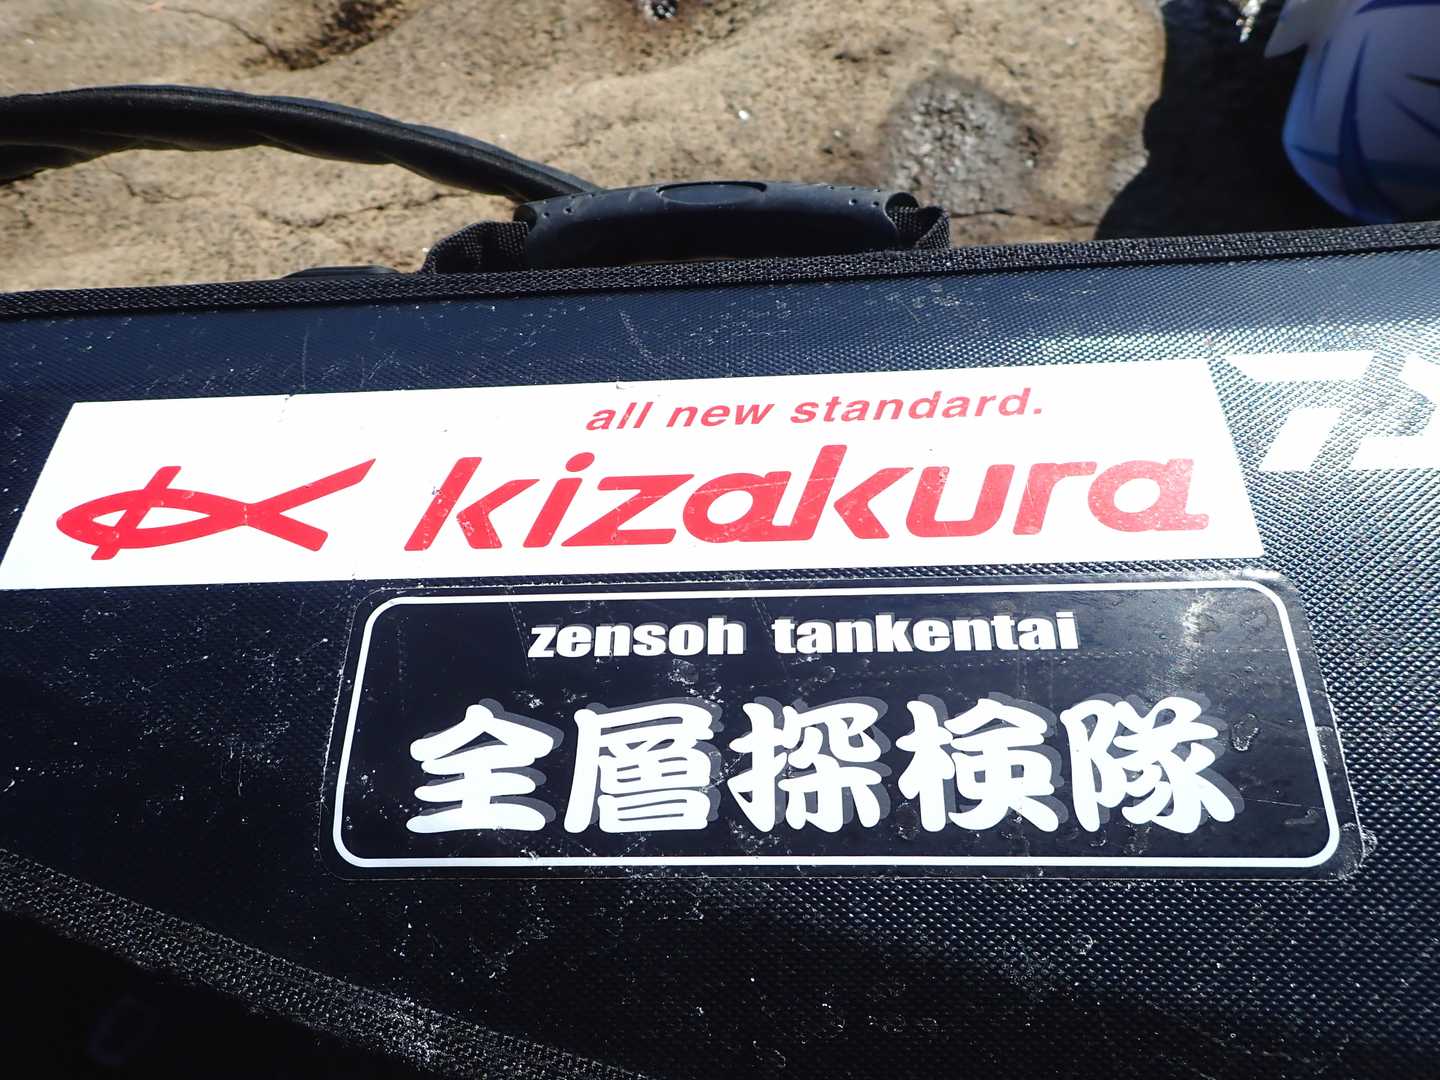 all new standard.
kizakura
zensoh tankentai
全層探検隊